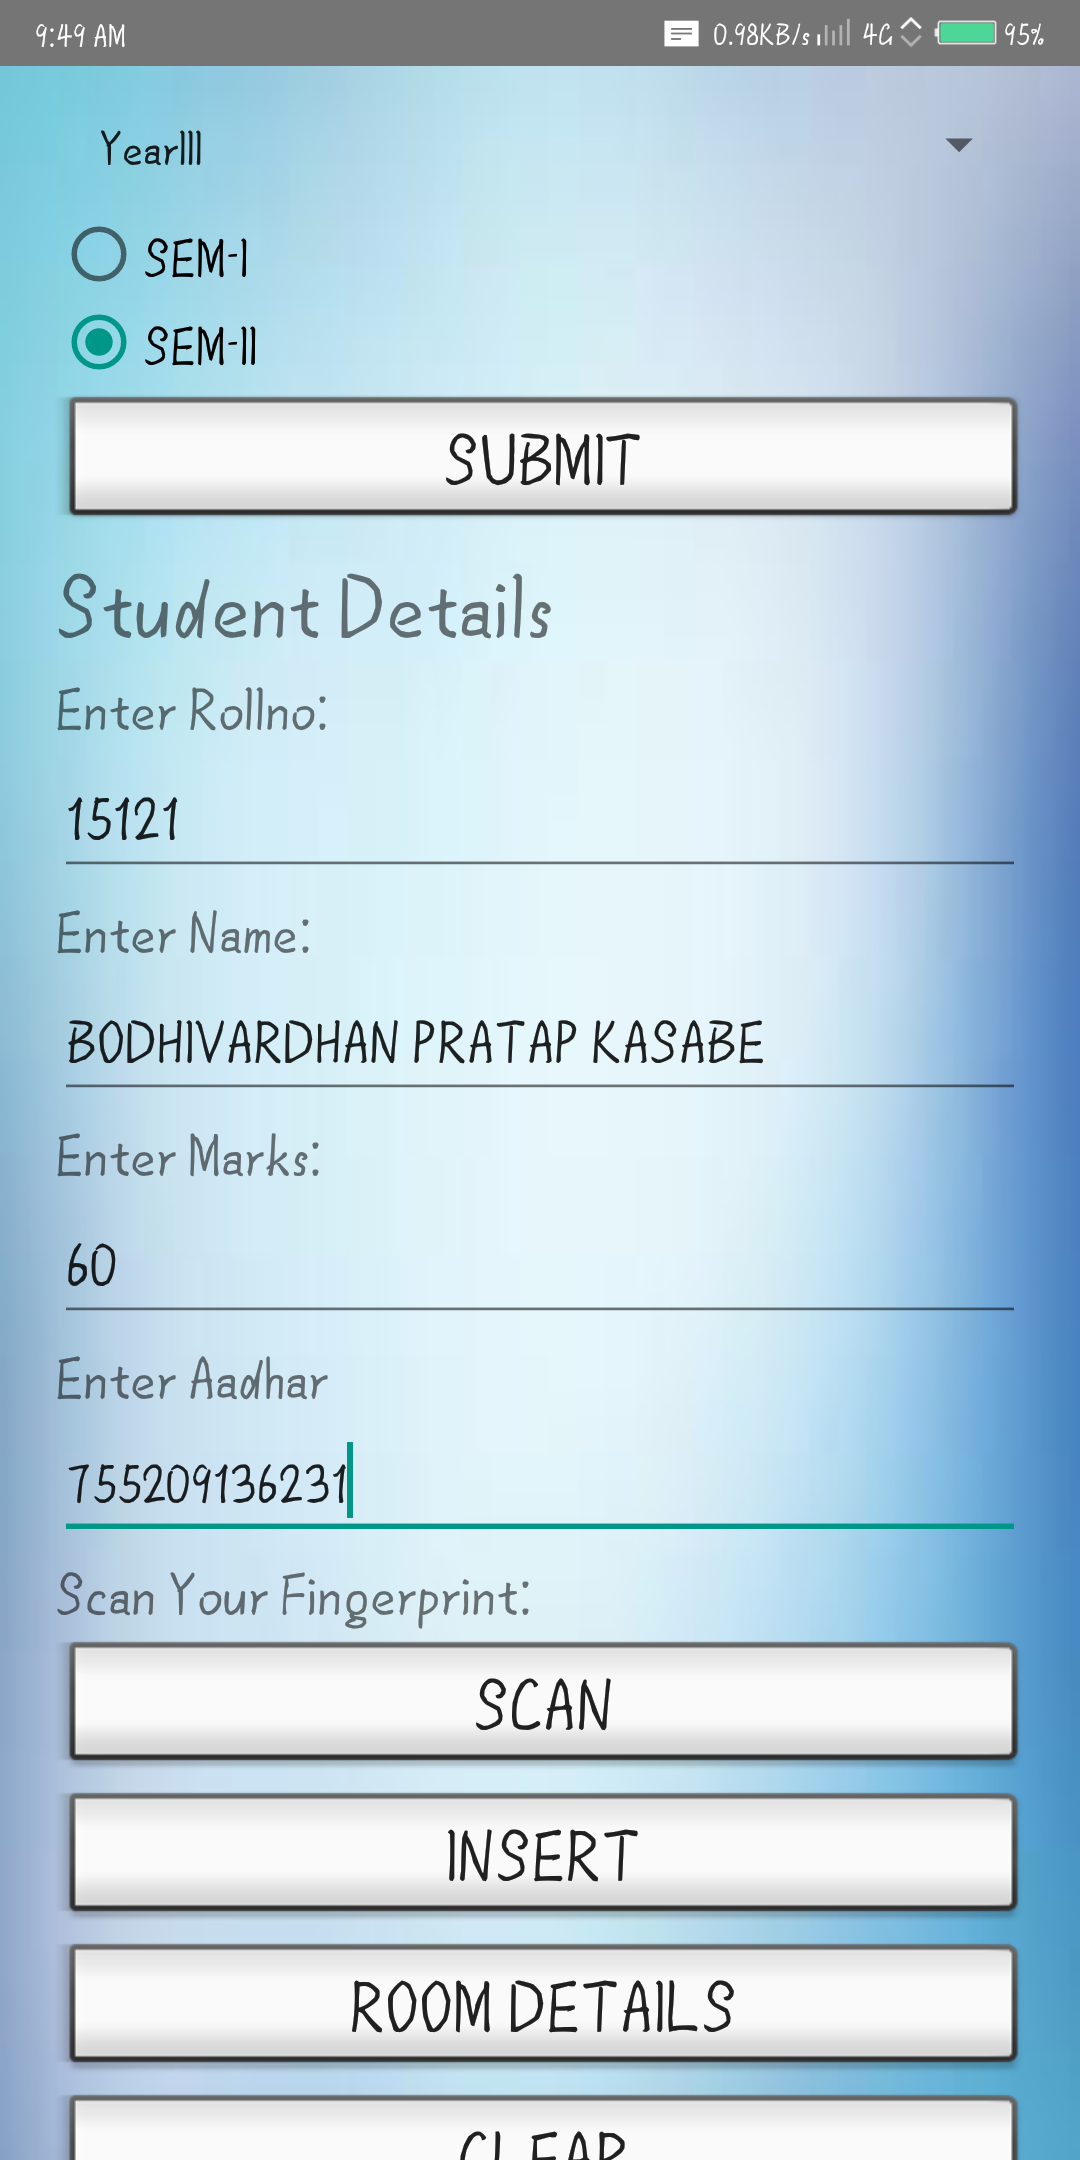 9:49 AM 0.98KB/s 4G 95%
YearIII
SEM-I
SEM-II
SUBMIT
Student Details
Enter Rollno:
15121
Enter Name:
BODHIVARDHAN PRATAP KASABE
Enter Marks:
60
Enter Aadhar
755209136231
Scan Your Fingerprint:
SCAN
INSERT
ROOM DETAILS
CLEAR